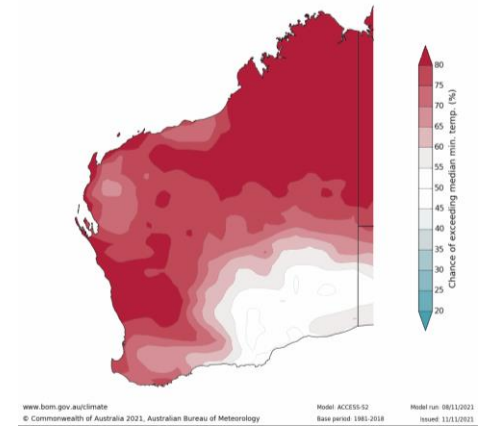 80
75
70
65
60
55
50
45
40
35
30
25
20
Chance of exceeding median min. temp. (%)
www.bom.gov.au/climate
© Commonwealth of Australia 2021, Australian Bureau of Meteorology
Model: ACCESS-S2
Base period: 1981-2018
Model run: 08/11/2021
Issued: 11/11/2021